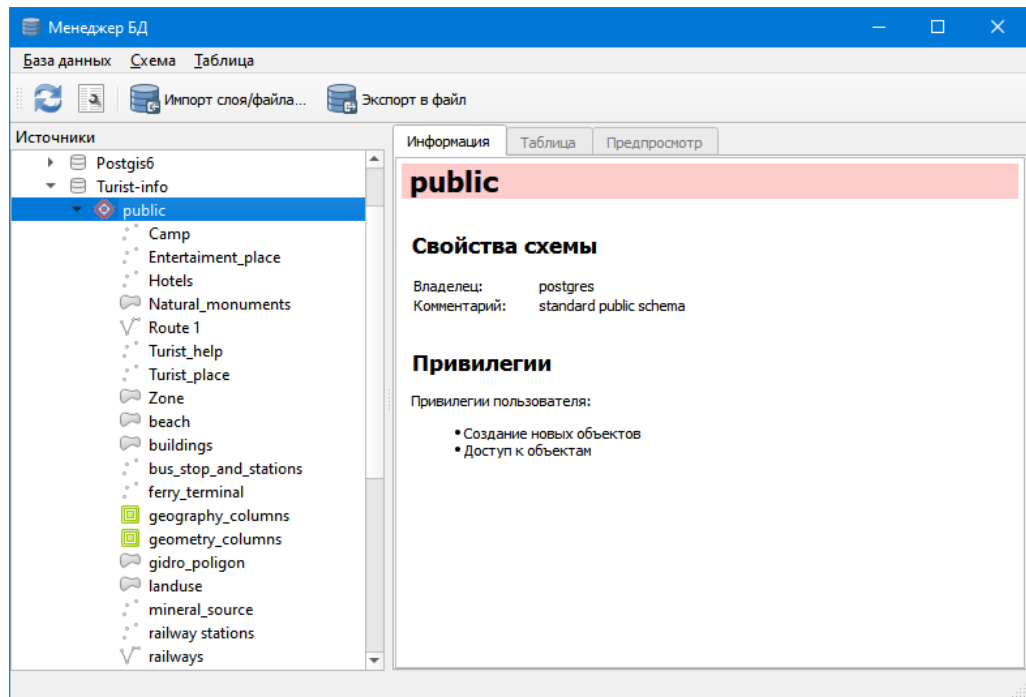 Менеджер БД
База данных Схема Таблица
Импорт слоя/файла... Экспорт в файл
Источники
Postgis6
Turist-info
public
Camp
Entertaiment_place
Hotels
Natural_monuments
Route 1
Turist_help
Turist_place
Zone
beach
buildings
bus_stop_and_stations
ferry_terminal
geography_columns
geometry_columns
gidro_poligon
landuse
mineral_source
railway stations
railways
Информация Таблица Предпросмотр
public
Свойства схемы
Владелец: postgres
Комментарий: standard public schema
Привилегии
Привилегии пользователя:
• Создание новых объектов
• Доступ к объектам